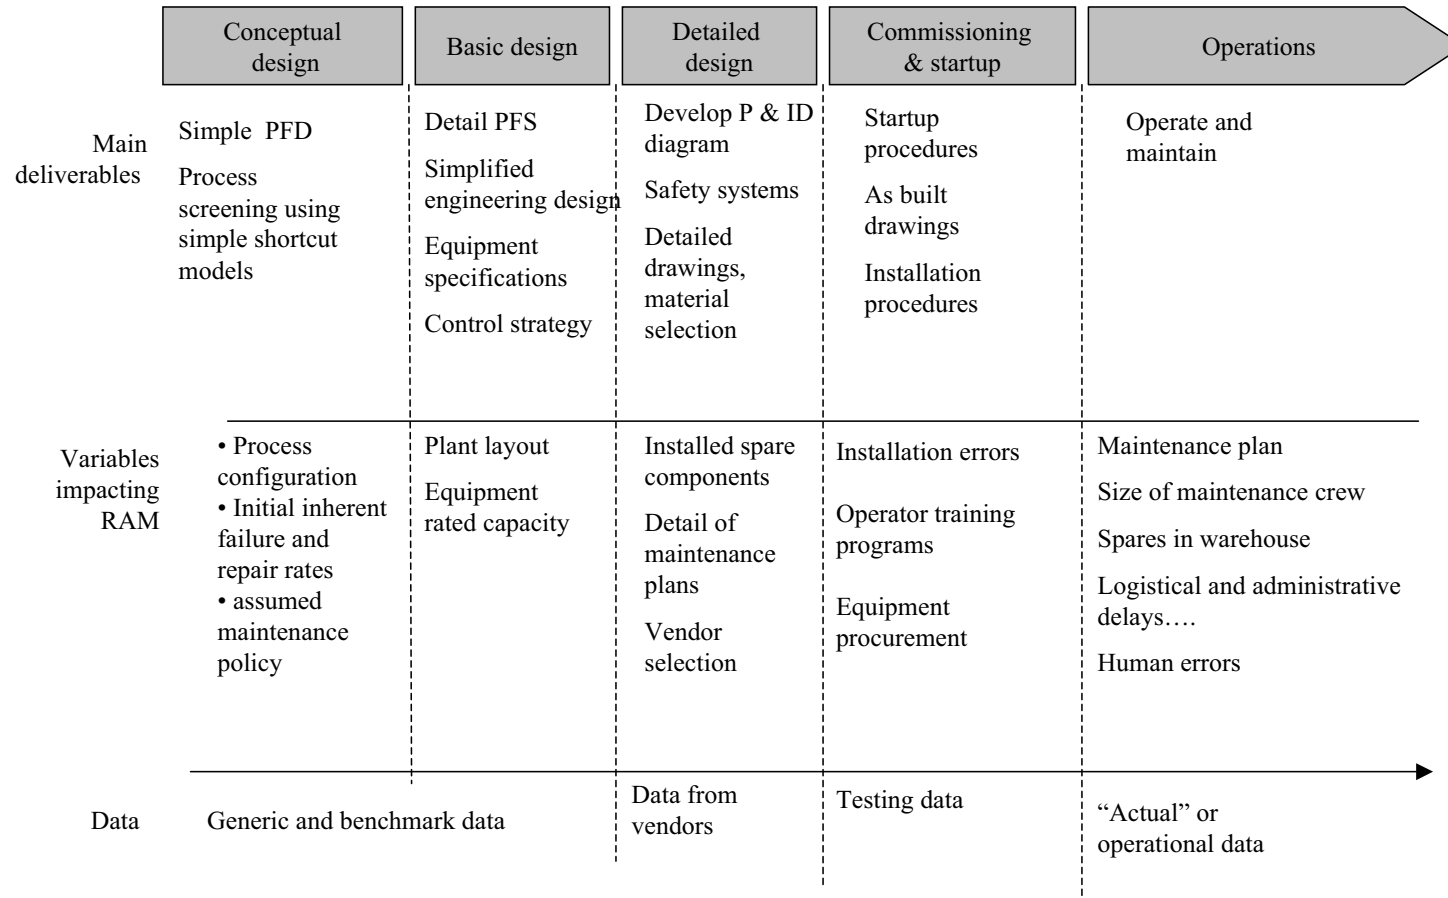 Conceptual
design
Basic design
Detailed
design
Commissioning
& startup
Operations
Main
deliverables
Simple PFD
Process
screening using
simple shortcut
models
Detail PFS
Simplified
engineering design
Equipment
specifications
Control strategy
Develop P & ID
diagram
Safety systems
Detailed
drawings,
material
selection
Startup
procedures
As built
drawings
Installation
procedures
Operate and
maintain
Variables
impacting
RAM
• Process
configuration
• Initial inherent
failure and
repair rates
• assumed
maintenance
policy
Plant layout
Equipment
rated capacity
Installed spare
components
Detail of
maintenance
plans
Vendor
selection
Installation errors
Operator training
programs
Equipment
procurement
Maintenance plan
Size of maintenance crew
Spares in warehouse
Logistical and administrative
delays….
Human errors
Data
Generic and benchmark data
Data from
vendors
Testing data
“Actual” or
operational data